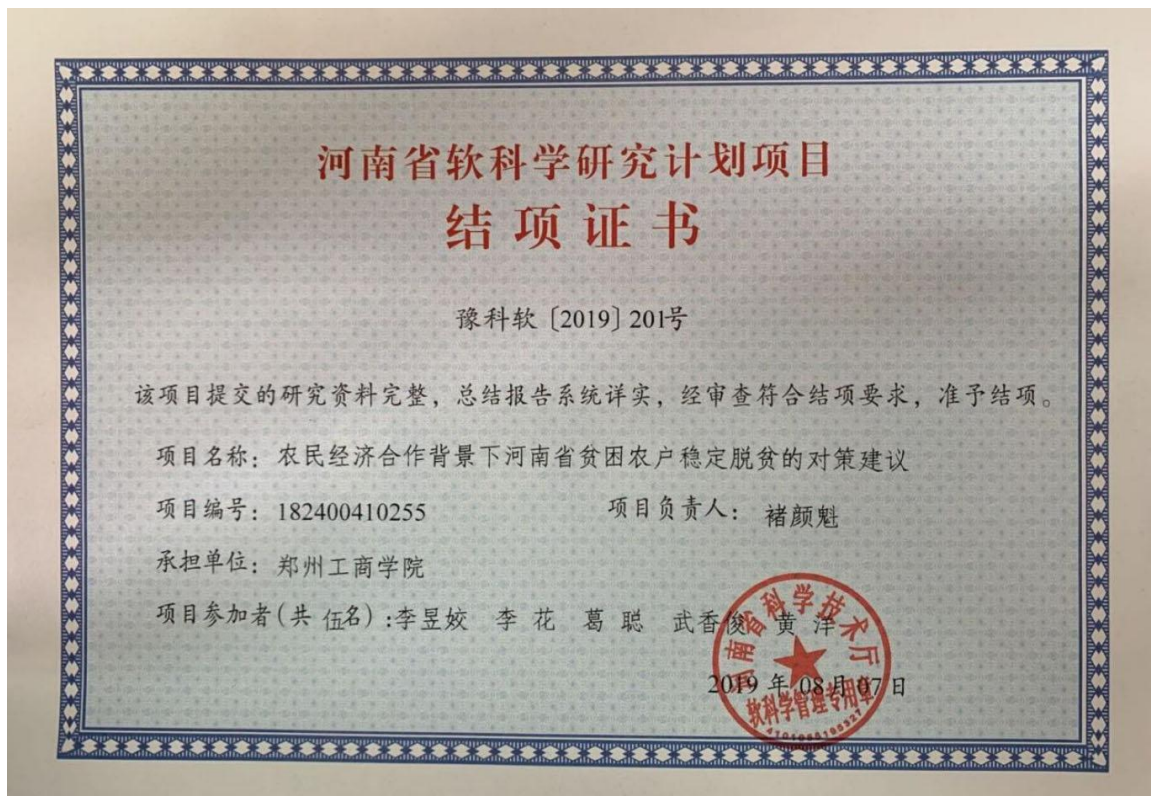 河南省软科学研究计划项目
结项证书
豫科软〔2019〕201号
该项目提交的研究资料完整，总结报告系统详实，经审查符合结项要求，准予结项。
项目名称：农民经济合作背景下河南省贫困农户稳定脱贫的对策建议
项目编号：182400410255 项目负责人：褚颜魁
承担单位：郑州工商学院
项目参加者(共 伍名)：李昱姣 李花 葛聪 武香俊 黄洋
河南省科学技术厅
2019年08月07日
软科学管理专用章